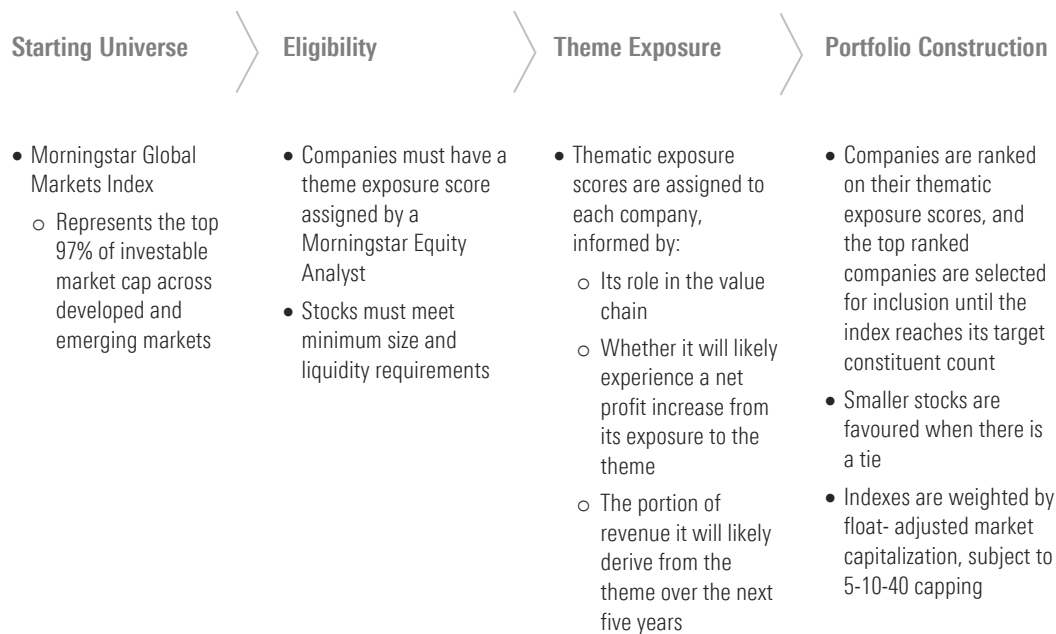 Starting Universe
Eligibility
Theme Exposure
Portfolio Construction
• Morningstar Global
Markets Index
o Represents the top
97% of investable
market cap across
developed and
emerging markets
• Companies must have a
theme exposure score
assigned by a
Morningstar Equity
Analyst
• Stocks must meet
minimum size and
liquidity requirements
• Thematic exposure
scores are assigned to
each company,
informed by:
o Its role in the value
chain
o Whether it will likely
experience a net
profit increase from
its exposure to the
theme
o The portion of
revenue it will likely
derive from the
theme over the next
five years
• Companies are ranked
on their thematic
exposure scores, and
the top ranked
companies are selected
for inclusion until the
index reaches its target
constituent count
• Smaller stocks are
favoured when there is
a tie
• Indexes are weighted by
float- adjusted market
capitalization, subject to
5-10-40 capping